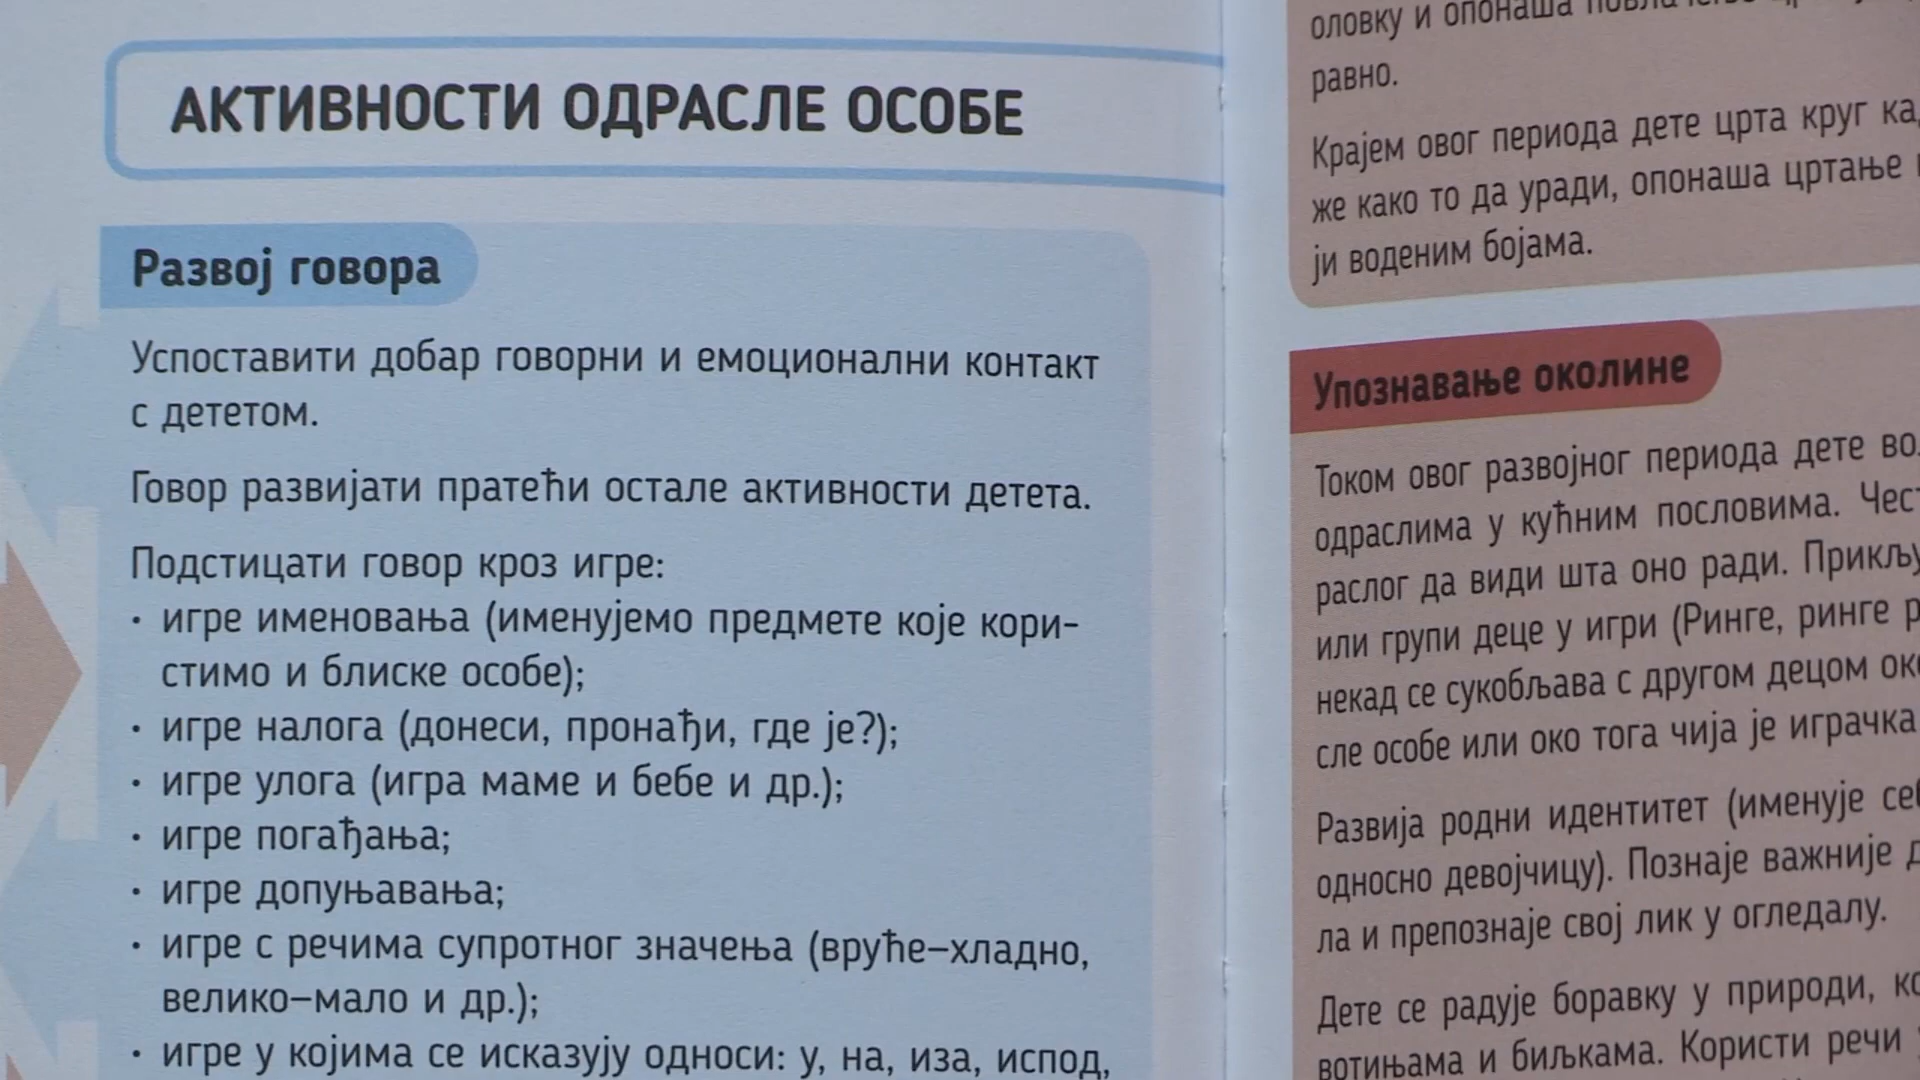 АКТИВНОСТИ ОДРАСЛЕ ОСОБЕ
Развој говора
Успоставити добар говорни и емоционални контакт
с дететом.
Говор развијати пратећи остале активности детета.
Подстицати говор кроз игре:
• игре именовања (именујемо предмете које кори-
стимо и блиске особе);
• игре налога (донеси, пронађи, где је?);
• игре улога (игра маме и бебе и др.);
• игре погађања;
• игре допуњавања;
• игре с речима супротног значења (вруће–хладно,
велико–мало и др.);
• игре у којима се исказују односи: у, на, иза, испод,
оловку и опонаша
равно.
Крајем овог периода дете црта круг
же како то да уради, опонаша цртање
ји воденим бојама.
Упознавање околине
Током овог развојног периода дете
одраслима у кућним пословима.
раслог да види шта оно ради.
или групи деце у игри (Ринге, ринге
некад се сукобљава с другом децом
сле особе или око тога чија је играчка
Развија родни идентитет (именује
односно девојчицу). Познаје важније
ла и препознаје свој лик у огледалу.
Дете се радује боравку у природи,
вотињама и биљкама. Користи речи